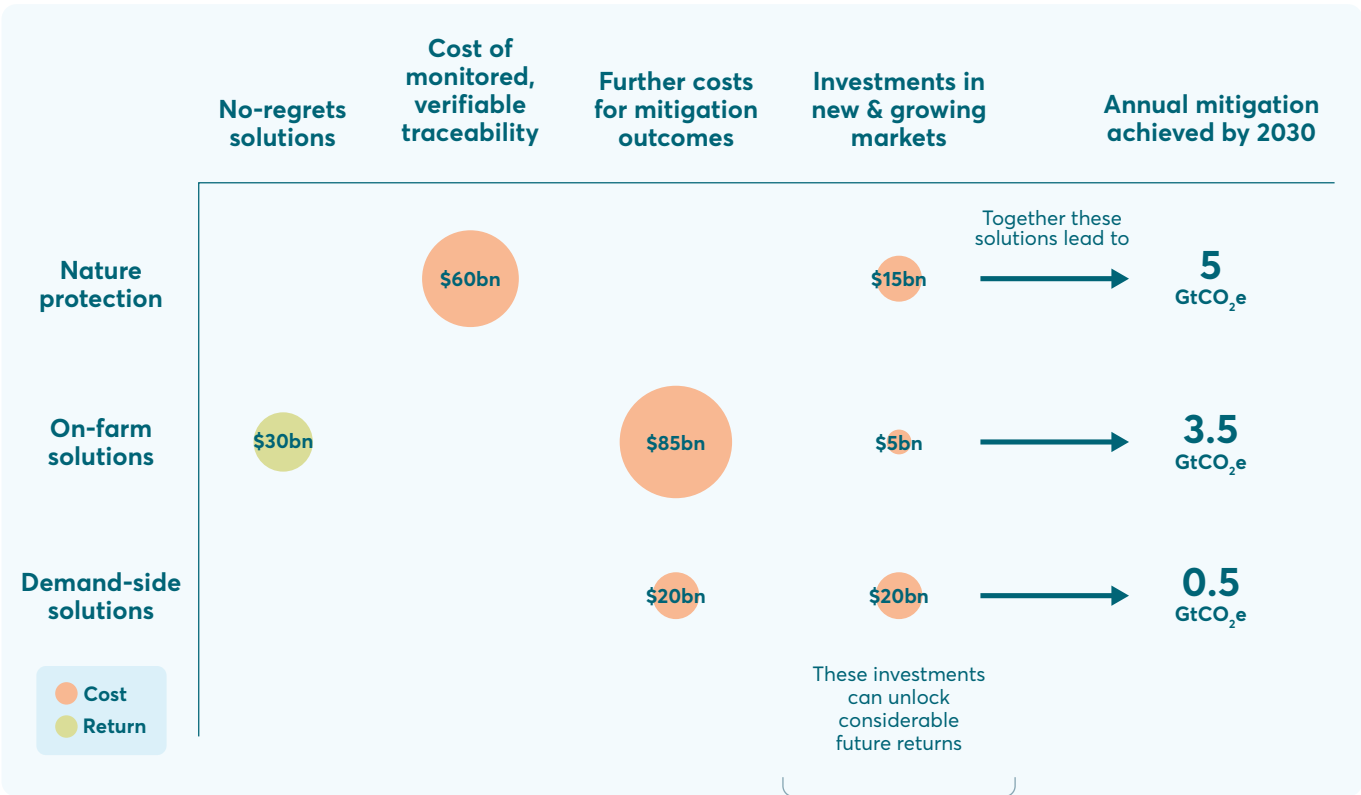 No-regrets
solutions
Cost of
monitored,
verifiable
traceability
Further costs
for mitigation
outcomes
Investments in
new & growing
markets
Annual mitigation
achieved by 2030
Nature
protection
$60bn
$15bn
Together these
solutions lead to
5
GtCO₂e
On-farm
solutions
$30bn
$85bn
$5bn
3.5
GtCO₂e
Demand-side
solutions
$20bn
$20bn
0.5
GtCO₂e
Cost
Return
These investments
can unlock
considerable
future returns